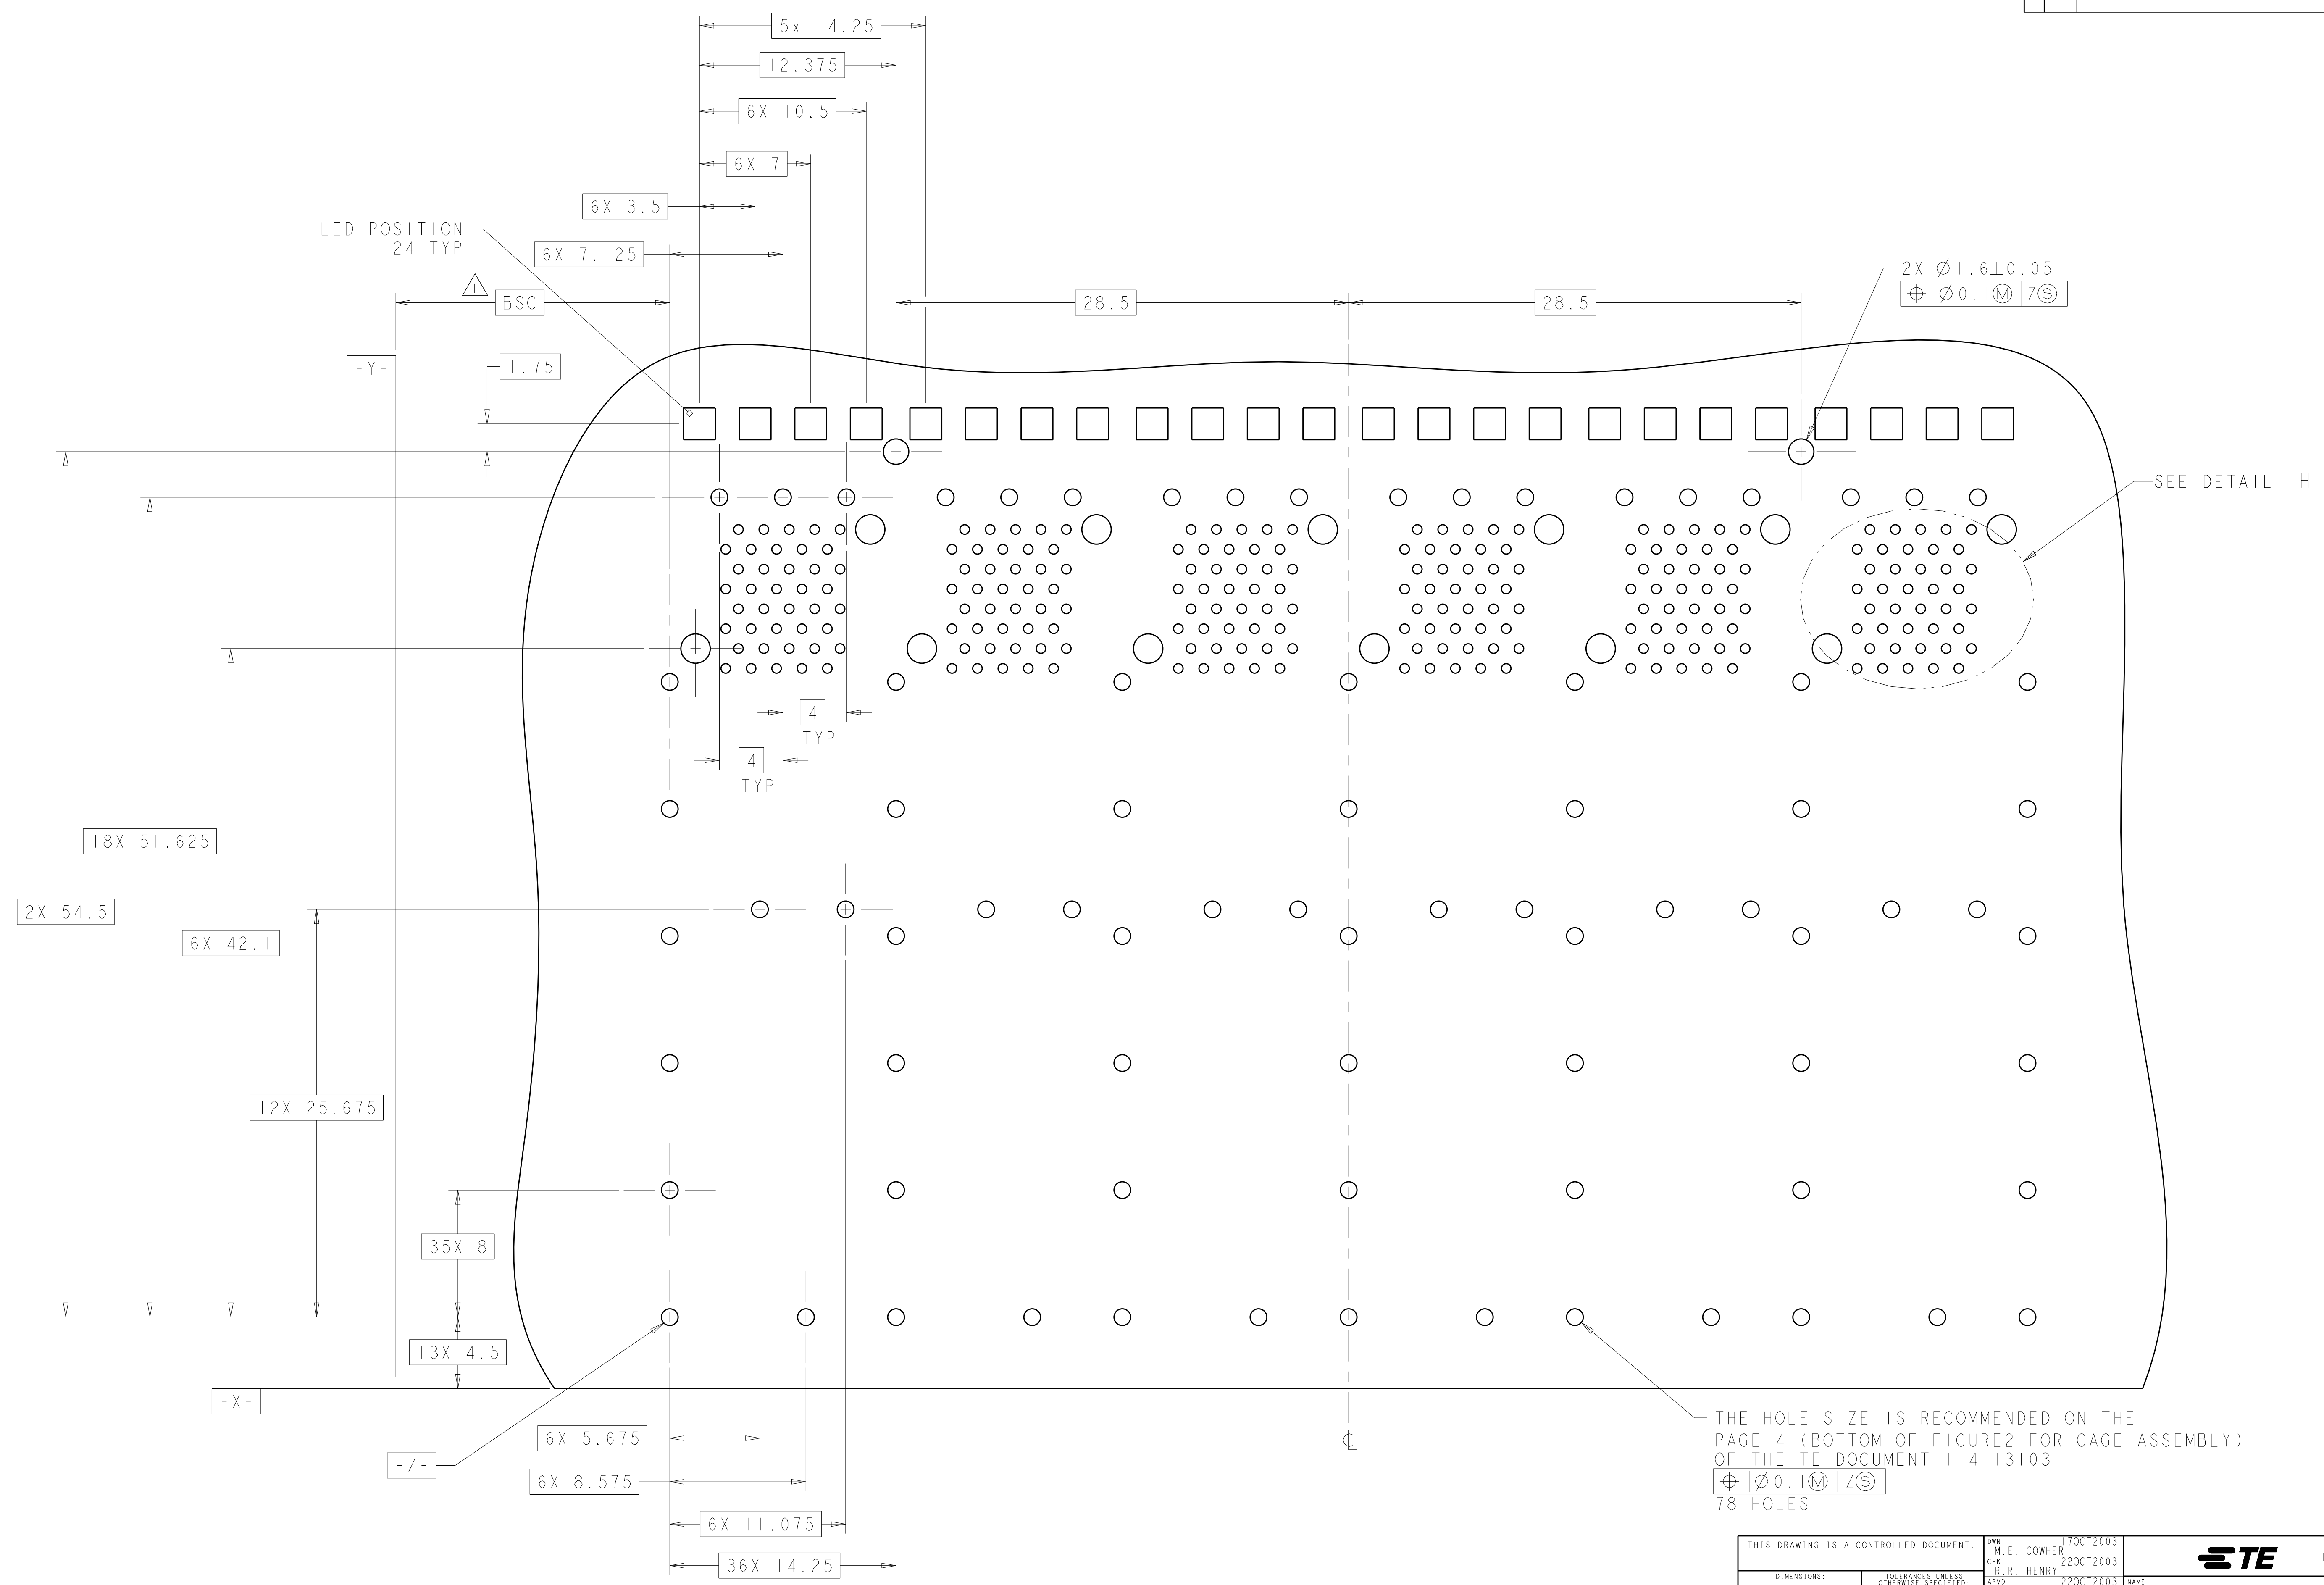 5x 14.25
12.375
6X 10.5
6X 7
6X 3.5
LED POSITION
24 TYP
6X 7.125
1
BSC
28.5
28.5
2X Ø1.6±0.05
⌖ Ø0.1Ⓜ ZⓈ
-Y-
1.75
SEE DETAIL H
4
TYP
4
TYP
18X 51.625
2X 54.5
6X 42.1
12X 25.675
35X 8
13X 4.5
-X-
6X 5.675
-Z-
6X 8.575
6X 11.075
36X 14.25
℄
THE HOLE SIZE IS RECOMMENDED ON THE
PAGE 4 (BOTTOM OF FIGURE2 FOR CAGE ASSEMBLY)
OF THE TE DOCUMENT 114-13103
⌖ Ø0.1Ⓜ ZⓈ
78 HOLES
THIS DRAWING IS A CONTROLLED DOCUMENT.
DWN 17OCT2003
M.E. COWHER
CHK 22OCT2003
R.R. HENRY
APVD 22OCT2003
TE
NAME
DIMENSIONS:
TOLERANCES UNLESS
OTHERWISE SPECIFIED: